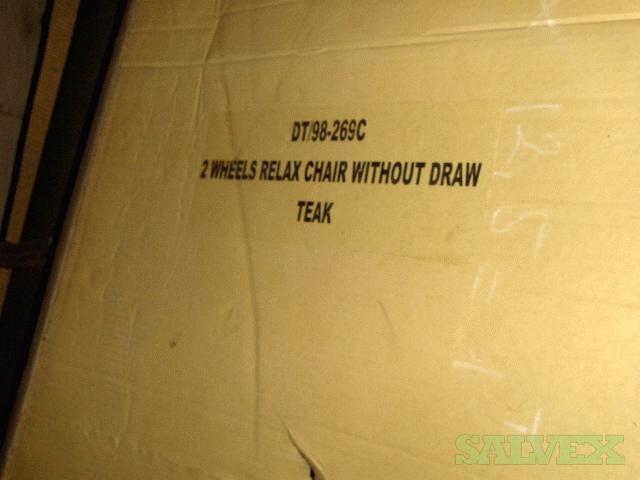 DT/98-269C
2 WHEELS RELAX CHAIR WITHOUT DRAW
TEAK
SALVEX